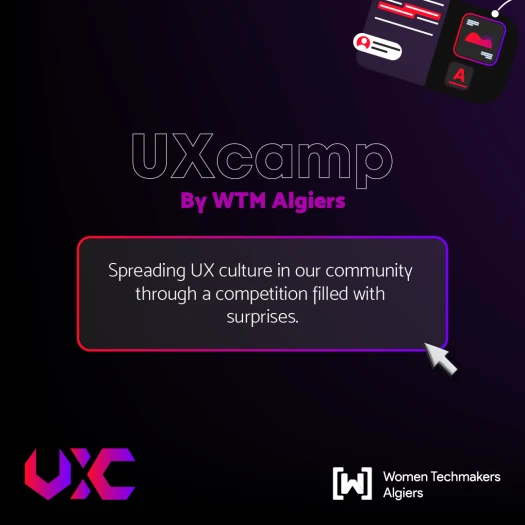 A
UXcamp
By WTM Algiers
Spreading UX culture in our community
through a competition filled with
surprises.
UXC
Women Techmakers
Algiers